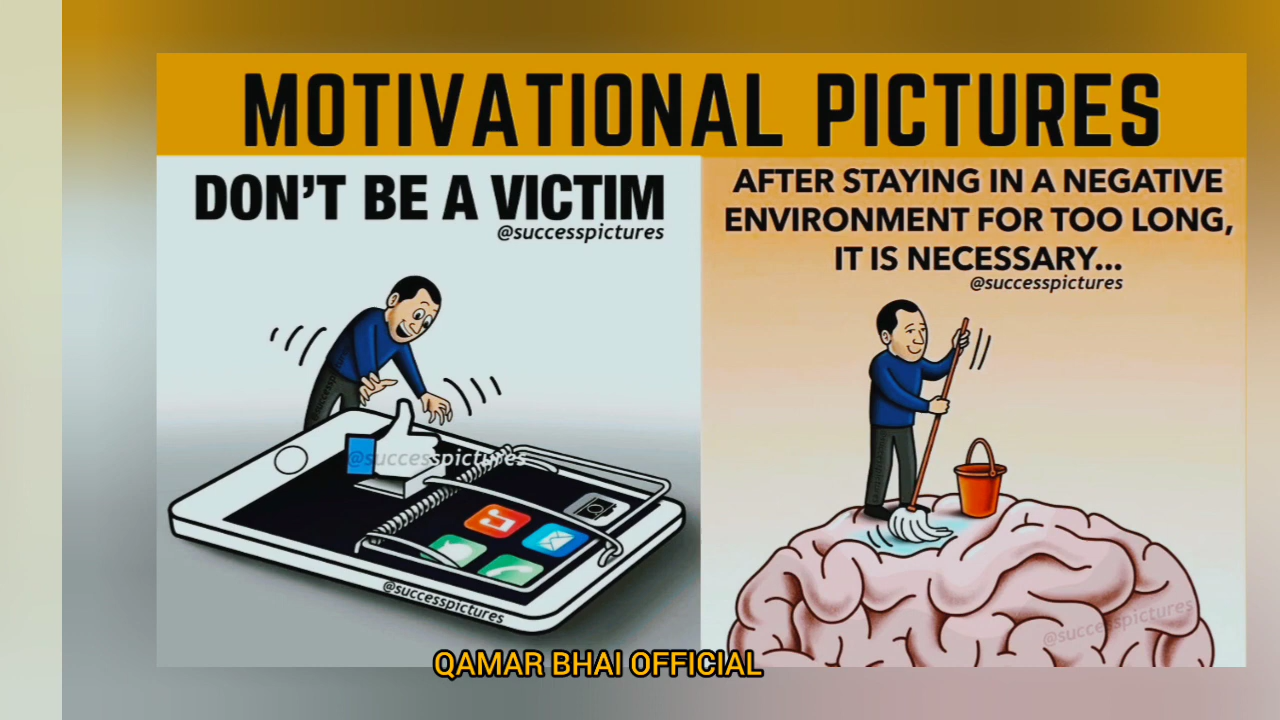 MOTIVATIONAL PICTURES
DON'T BE A VICTIM
@successpictures
@successpictures
@successpictures
AFTER STAYING IN A NEGATIVE
ENVIRONMENT FOR TOO LONG,
IT IS NECESSARY...
@successpictures
@successpictures
QAMAR BHAI OFFICIAL